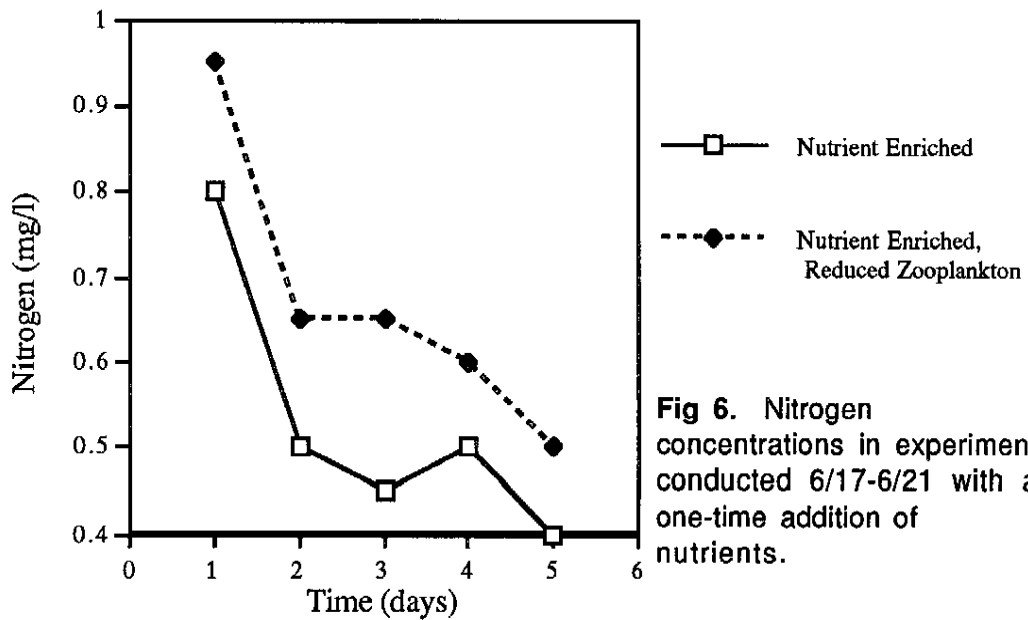 1
0.9
0.8
0.7
0.6
0.5
0.4
Nitrogen (mg/l)
0 1 2 3 4 5 6
Time (days)
Nutrient Enriched
Nutrient Enriched,
Reduced Zooplankton
Fig 6. Nitrogen
concentrations in experimen
conducted 6/17-6/21 with a
one-time addition of
nutrients.